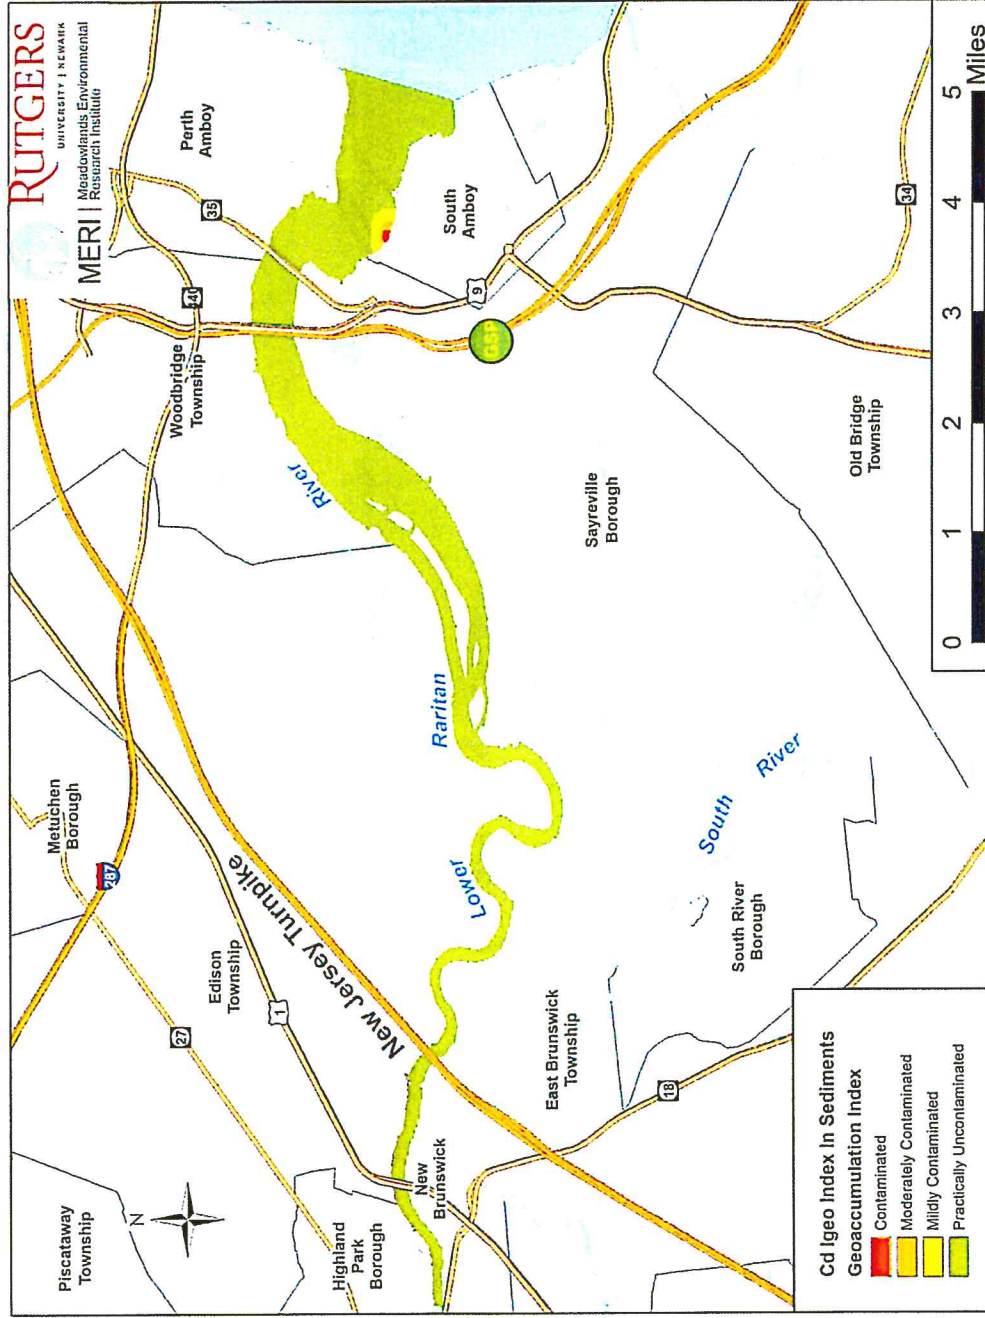 RUTGERS
UNIVERSITY | NEWARK
MERI
Meadowlands Environmental
Research Institute
Piscataway
Township
N
Highland
Park
Borough
27
Edison
Township
1
Metuchen
Borough
287
New Jersey Turnpike
Woodbridge
Township
440
35
Perth
Amboy
South
Amboy
9
GSP
34
New
Brunswick
Lower
Raritan
River
East Brunswick
Township
18
South River
Borough
South
River
Sayreville
Borough
Old Bridge
Township
Cd Igeo Index In Sediments
Geoaccumulation Index
Contaminated
Moderately Contaminated
Mildly Contaminated
Practically Uncontaminated
0 1 2 3 4 5
Miles